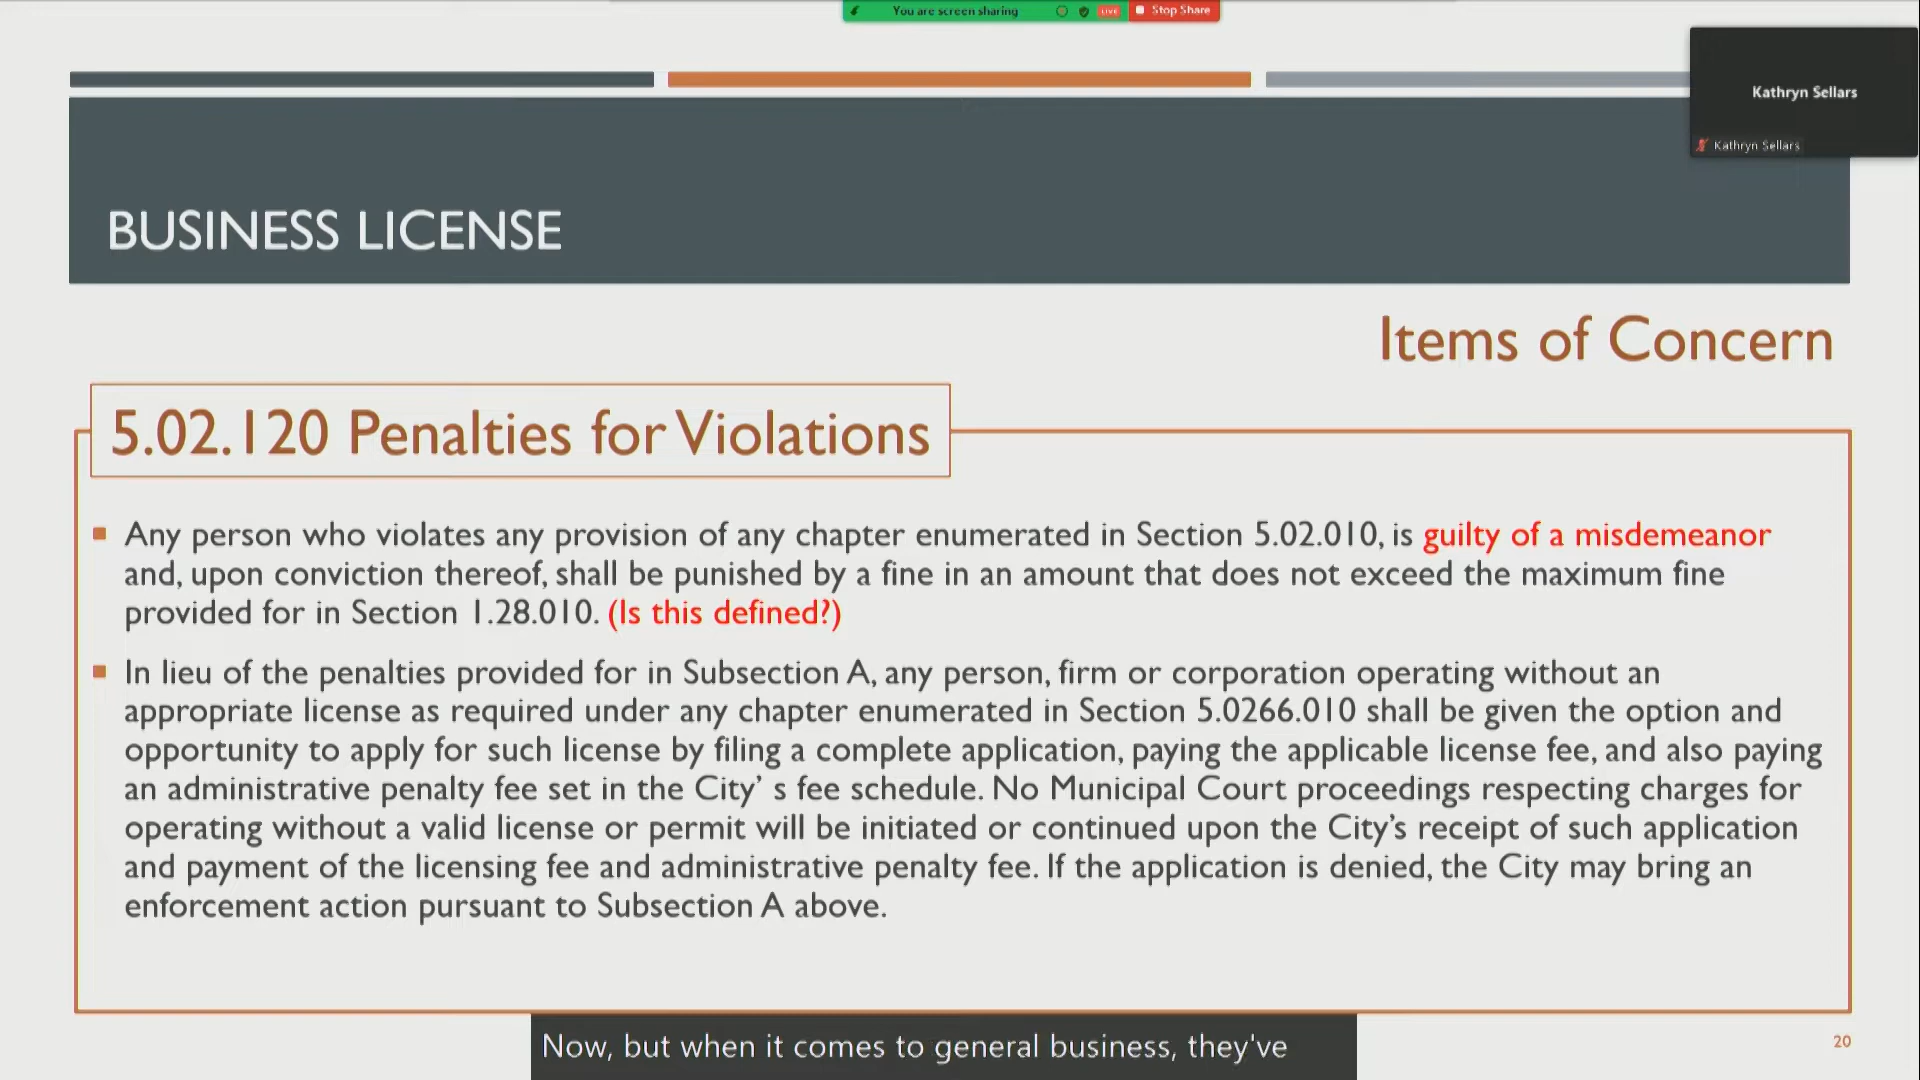 You are screen sharing
LIVE
Stop Share
Kathryn Sellars
Kathryn Sellars
BUSINESS LICENSE
Items of Concern
5.02.120 Penalties for Violations
Any person who violates any provision of any chapter enumerated in Section 5.02.010, is guilty of a misdemeanor
and, upon conviction thereof, shall be punished by a fine in an amount that does not exceed the maximum fine
provided for in Section 1.28.010. (Is this defined?)
In lieu of the penalties provided for in Subsection A, any person, firm or corporation operating without an
appropriate license as required under any chapter enumerated in Section 5.0266.010 shall be given the option and
opportunity to apply for such license by filing a complete application, paying the applicable license fee, and also paying
an administrative penalty fee set in the City’ s fee schedule. No Municipal Court proceedings respecting charges for
operating without a valid license or permit will be initiated or continued upon the City’s receipt of such application
and payment of the licensing fee and administrative penalty fee. If the application is denied, the City may bring an
enforcement action pursuant to Subsection A above.
Now, but when it comes to general business, they've
20